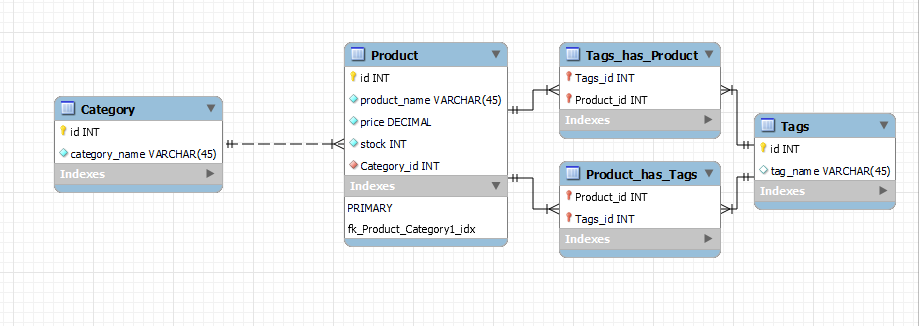 Category
id INT
category_name VARCHAR(45)
Indexes
Product
id INT
product_name VARCHAR(45)
price DECIMAL
stock INT
Category_id INT
Indexes
PRIMARY
fk_Product_Category1_idx
Tags_has_Product
Tags_id INT
Product_id INT
Indexes
Product_has_Tags
Product_id INT
Tags_id INT
Indexes
Tags
id INT
tag_name VARCHAR(45)
Indexes